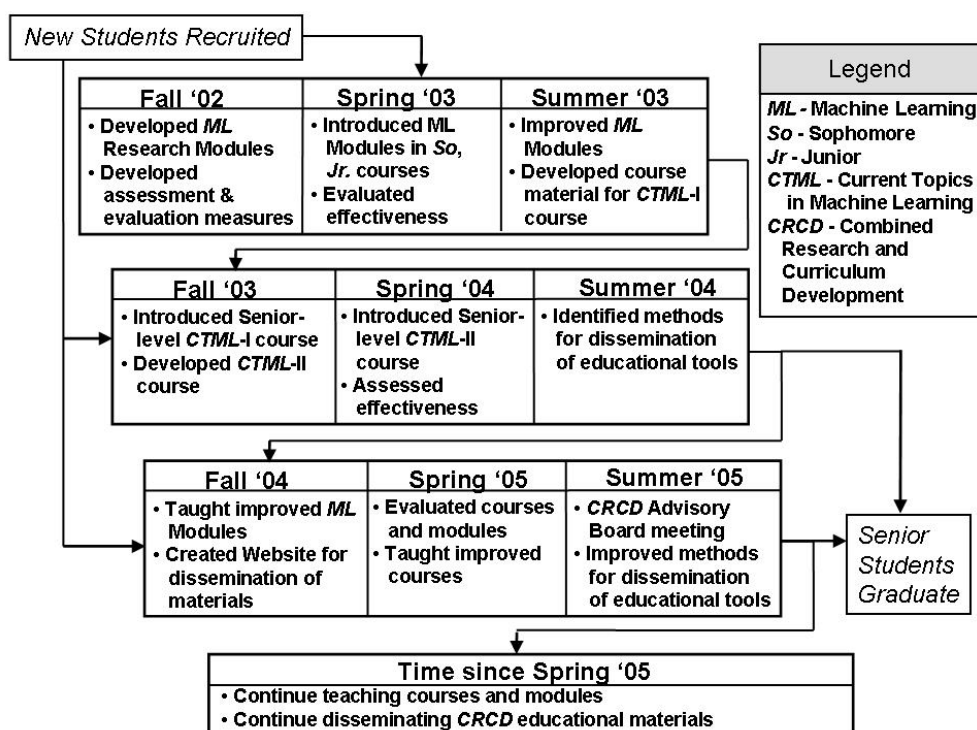 New Students Recruited
Legend
ML - Machine Learning
So - Sophomore
Jr - Junior
CTML - Current Topics
in Machine Learning
CRCD - Combined
Research and
Curriculum
Development
Fall ‘02
• Developed ML
Research Modules
• Developed
assessment &
evaluation measures
Spring ‘03
• Introduced ML
Modules in So,
Jr. courses
• Evaluated
effectiveness
Summer ‘03
• Improved ML
Modules
• Developed course
material for CTML-I
course
Fall ‘03
• Introduced Senior-
level CTML-I course
• Developed CTML-II
course
Spring ‘04
• Introduced Senior-
level CTML-II
course
• Assessed
effectiveness
Summer ‘04
• Identified methods
for dissemination
of educational tools
Fall ‘04
• Taught improved ML
Modules
• Created Website for
dissemination of
materials
Spring ‘05
• Evaluated courses
and modules
• Taught improved
courses
Summer ‘05
• CRCD Advisory
Board meeting
• Improved methods
for dissemination
of educational tools
Senior
Students
Graduate
Time since Spring ‘05
• Continue teaching courses and modules
• Continue disseminating CRCD educational materials